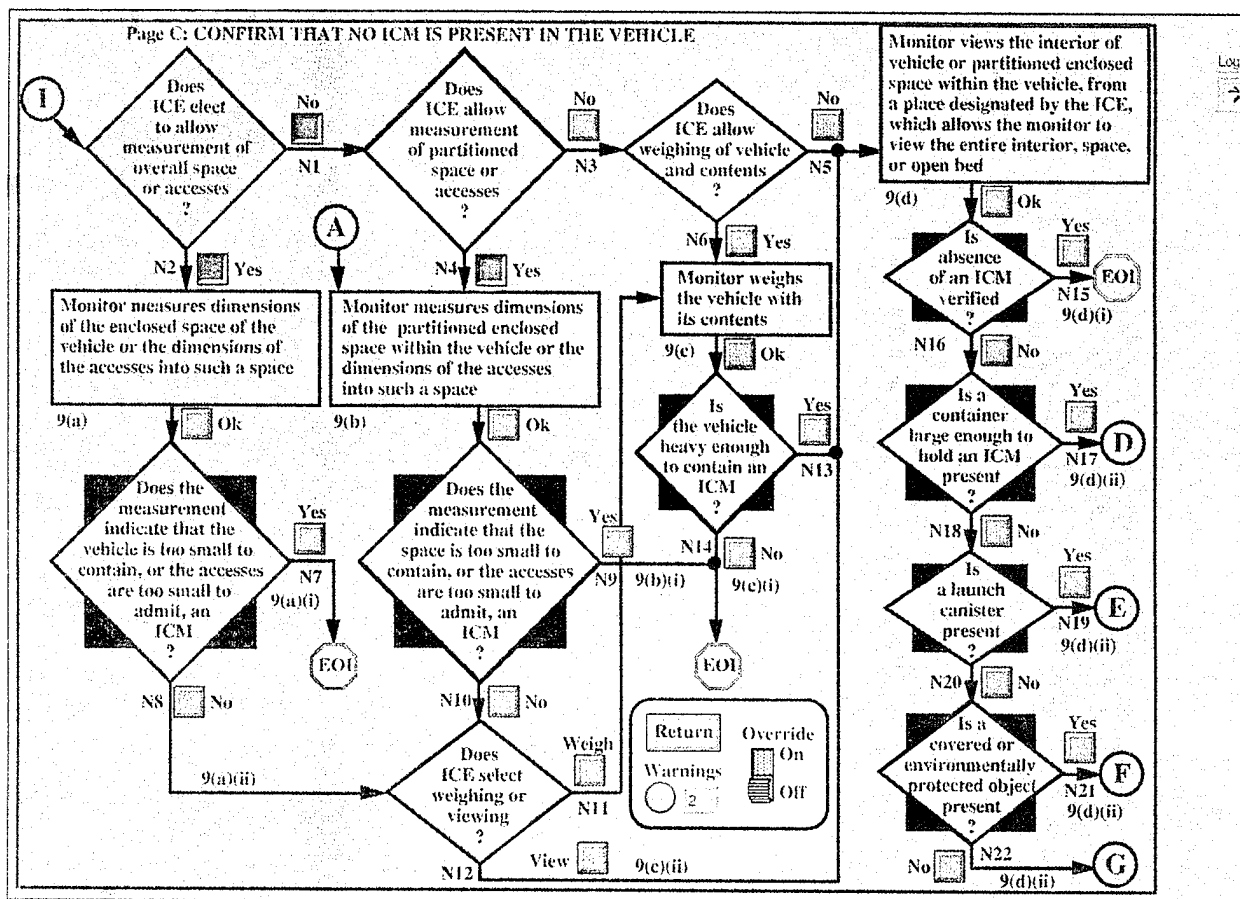 Page C: CONFIRM THAT NO ICM IS PRESENT IN THE VEHICLE
I
Does
ICE elect
to allow
measurement of
overall space
or accesses
?
No
N1
N2
Yes
Does
ICE allow
measurement
of partitioned
space or
accesses
?
No
N3
N4
Yes
A
Does
ICE allow
weighing of vehicle
and contents
?
No
N5
N6
Yes
Monitor views the interior of
vehicle or partitioned enclosed
space within the vehicle, from
a place designated by the ICE,
which allows the monitor to
view the entire interior, space,
or open bed
9(d)
Ok
Monitor measures dimensions
of the enclosed space of the
vehicle or the dimensions of
the accesses into such a space
9(a)
Ok
Monitor measures dimensions
of the partitioned enclosed
space within the vehicle or the
dimensions of the accesses
into such a space
9(b)
Ok
Monitor weighs
the vehicle with
its contents
9(c)
Ok
Is
the vehicle
heavy enough
to contain an
ICM
?
Yes
N13
N14
No
9(c)(i)
EOI
Does the
measurement
indicate that the
vehicle is too small to
contain, or the accesses
are too small to
admit, an
ICM
?
Yes
N7
9(a)(i)
EOI
N8
No
9(a)(ii)
Does the
measurement
indicate that the
space is too small to
contain, or the accesses
are too small to
admit, an
ICM
?
Yes
N9
9(b)(i)
N10
No
Does
ICE select
weighing or
viewing
?
Weigh
N11
N12
View
9(c)(ii)
Return
Warnings
2
Override
On
Off
Is
absence
of an ICM
verified
?
Yes
N15
9(d)(i)
EOI
N16
No
Is a
container
large enough to
hold an ICM
present
?
Yes
N17
9(d)(ii)
D
N18
No
Is
a launch
canister
present
?
Yes
N19
9(d)(ii)
E
N20
No
Is a
covered or
environmentally
protected object
present
?
Yes
N21
9(d)(ii)
F
No
N22
9(d)(ii)
G